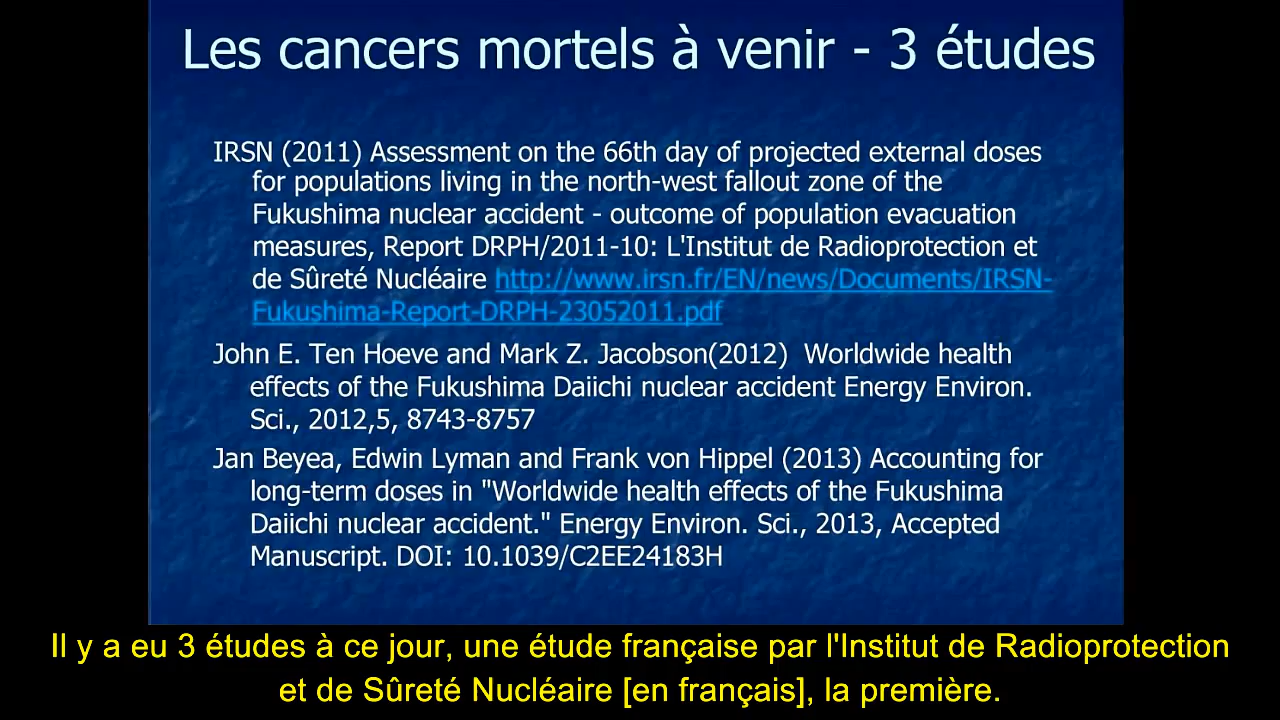 Les cancers mortels à venir - 3 études
IRSN (2011) Assessment on the 66th day of projected external doses
for populations living in the north-west fallout zone of the
Fukushima nuclear accident - outcome of population evacuation
measures, Report DRPH/2011-10: L'Institut de Radioprotection et
de Sûreté Nucléaire http://www.irsn.fr/EN/news/Documents/IRSN-
Fukushima-Report-DRPH-23052011.pdf
John E. Ten Hoeve and Mark Z. Jacobson(2012) Worldwide health
effects of the Fukushima Daiichi nuclear accident Energy Environ.
Sci., 2012,5, 8743-8757
Jan Beyea, Edwin Lyman and Frank von Hippel (2013) Accounting for
long-term doses in "Worldwide health effects of the Fukushima
Daiichi nuclear accident." Energy Environ. Sci., 2013, Accepted
Manuscript. DOI: 10.1039/C2EE24183H
Il y a eu 3 études à ce jour, une étude française par l'Institut de Radioprotection
et de Sûreté Nucléaire [en français], la première.